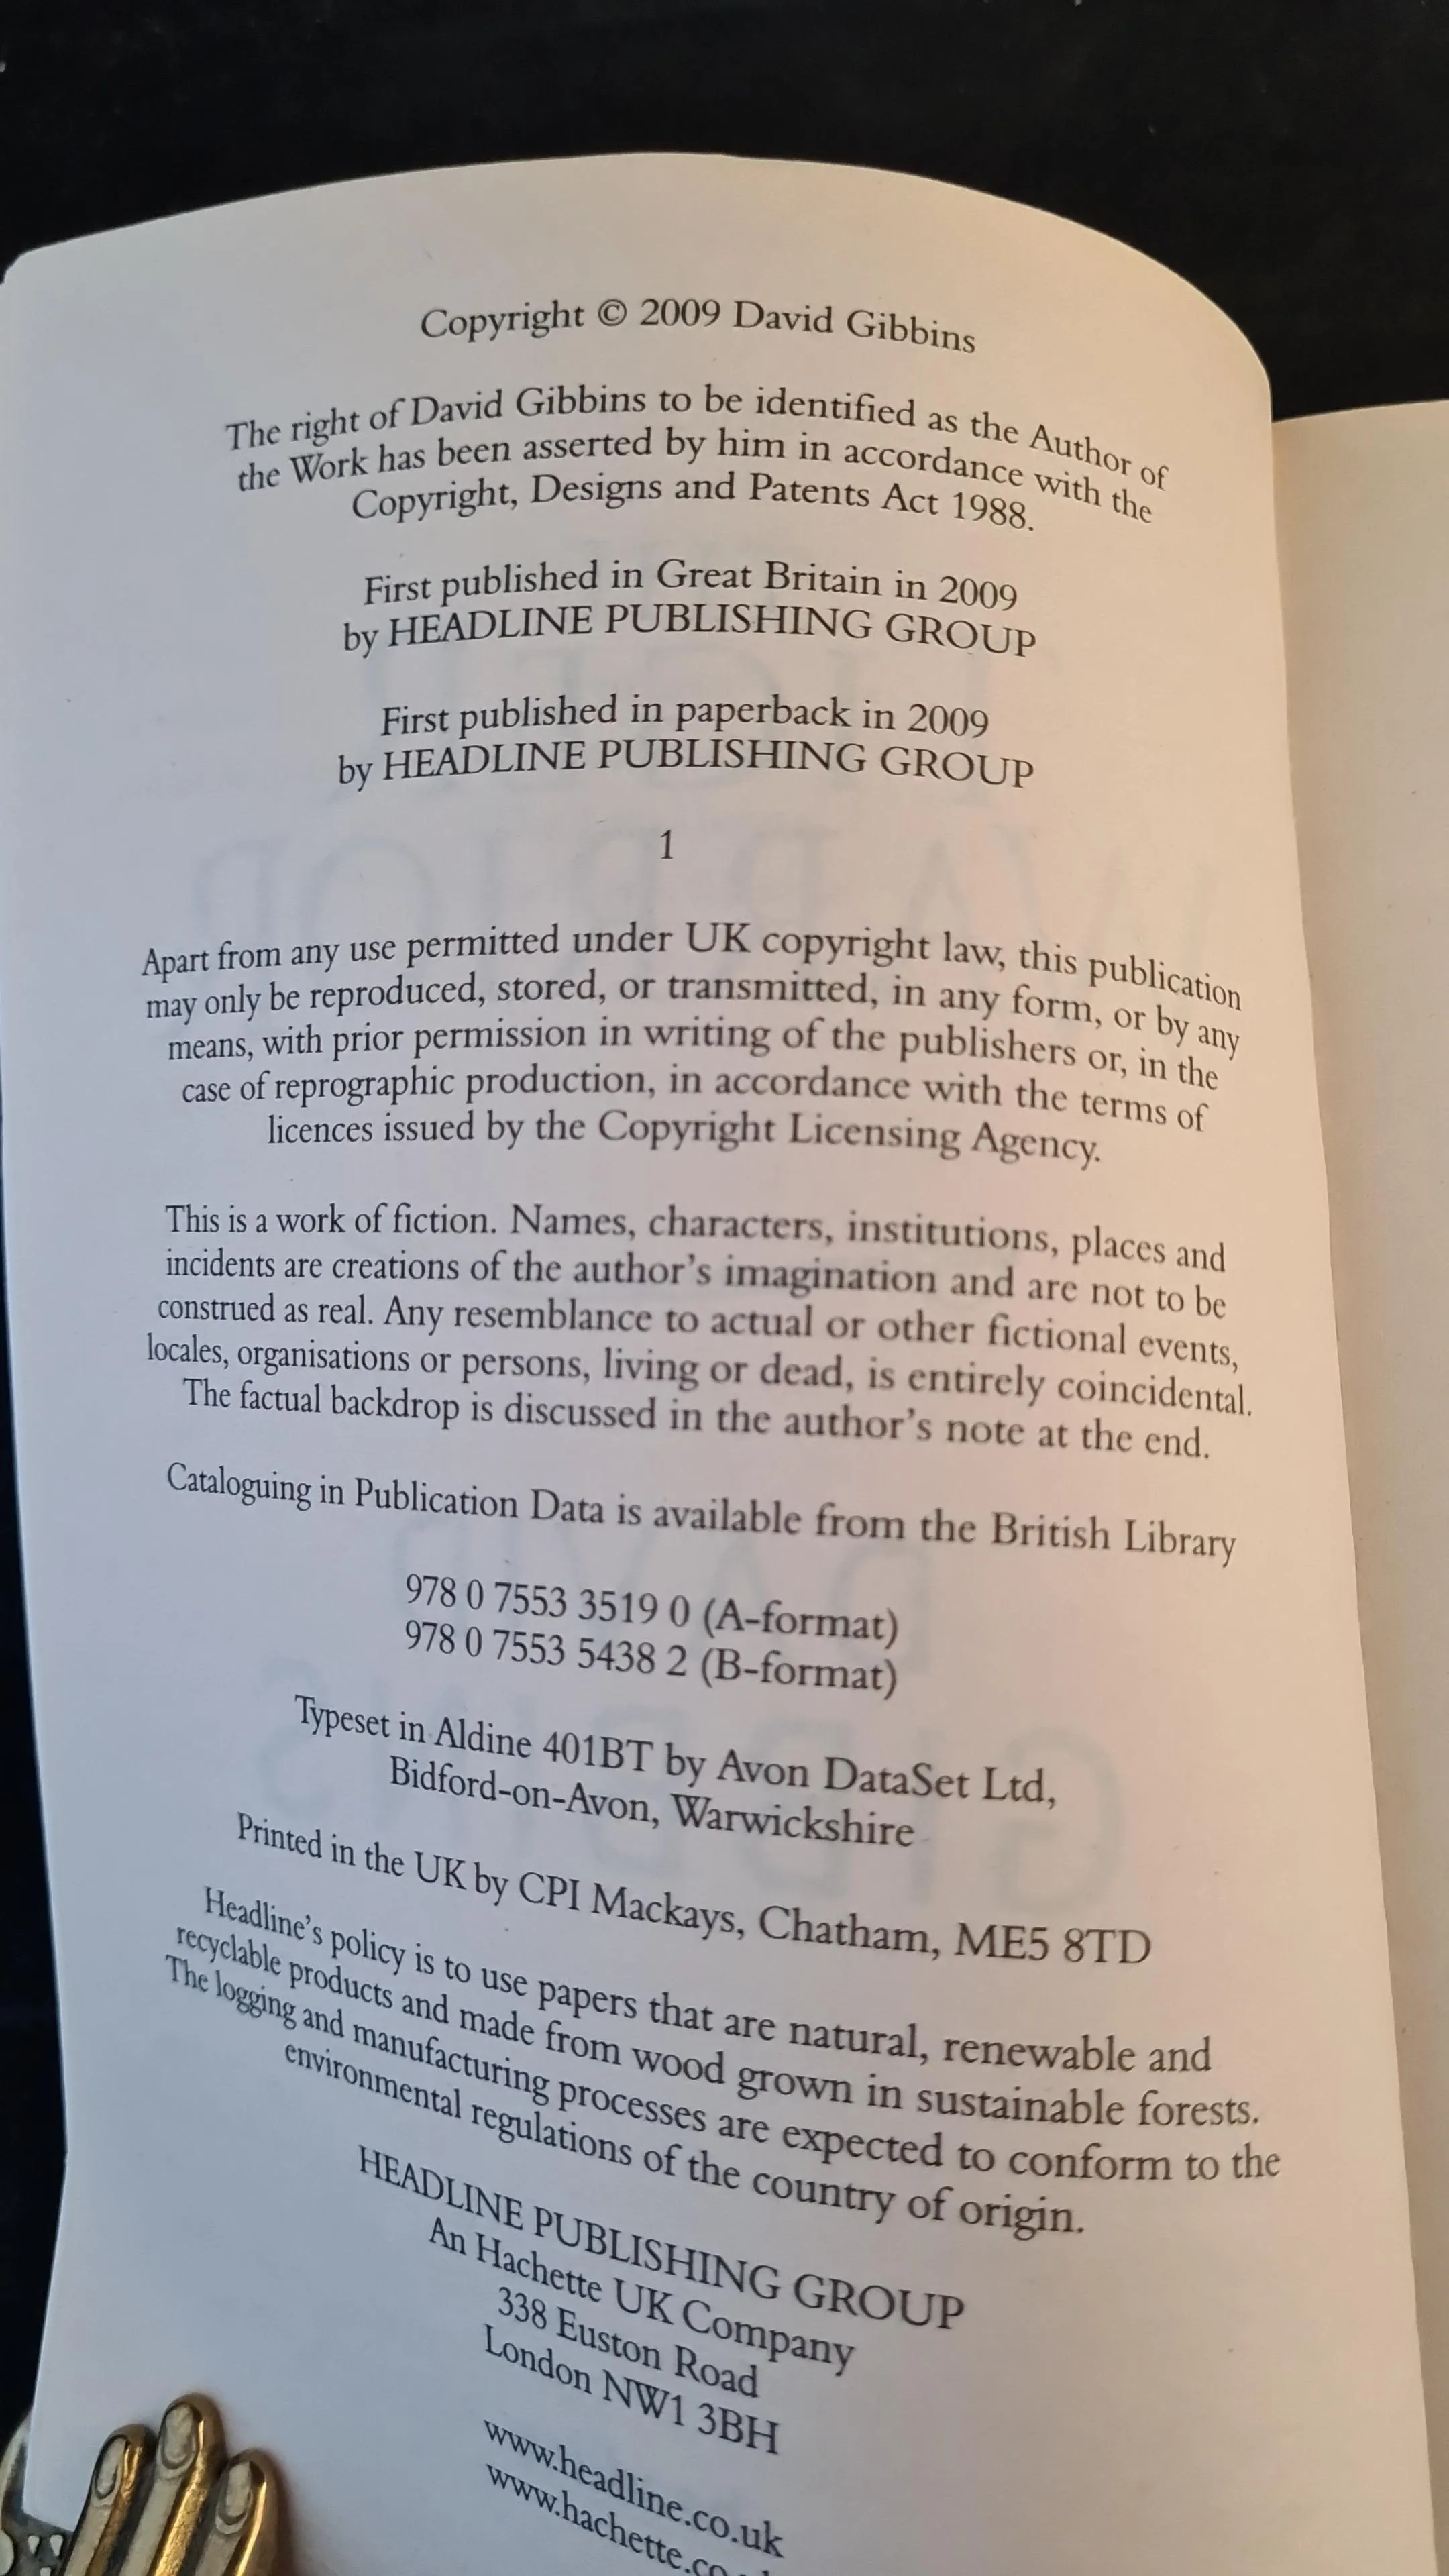 Copyright © 2009 David Gibbins
The right of David Gibbins to be identified as the Author of
the Work has been asserted by him in accordance with the
Copyright, Designs and Patents Act 1988.
First published in Great Britain in 2009
by HEADLINE PUBLISHING GROUP
First published in paperback in 2009
by HEADLINE PUBLISHING GROUP
1
Apart from any use permitted under UK copyright law, this publication
may only be reproduced, stored, or transmitted, in any form, or by any
means, with prior permission in writing of the publishers or, in the
case of reprographic production, in accordance with the terms of
licences issued by the Copyright Licensing Agency.
This is a work of fiction. Names, characters, institutions, places and
incidents are creations of the author's imagination and are not to be
construed as real. Any resemblance to actual or other fictional events,
locales, organisations or persons, living or dead, is entirely coincidental.
The factual backdrop is discussed in the author's note at the end.
Cataloguing in Publication Data is available from the British Library
978 0 7553 3519 0 (A-format)
978 0 7553 5438 2 (B-format)
Typeset in Aldine 401BT by Avon DataSet Ltd,
Bidford-on-Avon, Warwickshire
Printed in the UK by CPI Mackays, Chatham, ME5 8TD
Headline's policy is to use papers that are natural, renewable and
recyclable products and made from wood grown in sustainable forests.
The logging and manufacturing processes are expected to conform to the
environmental regulations of the country of origin.
HEADLINE PUBLISHING GROUP
An Hachette UK Company
338 Euston Road
London NW1 3BH
www.headline.co.uk
www.hachette.co